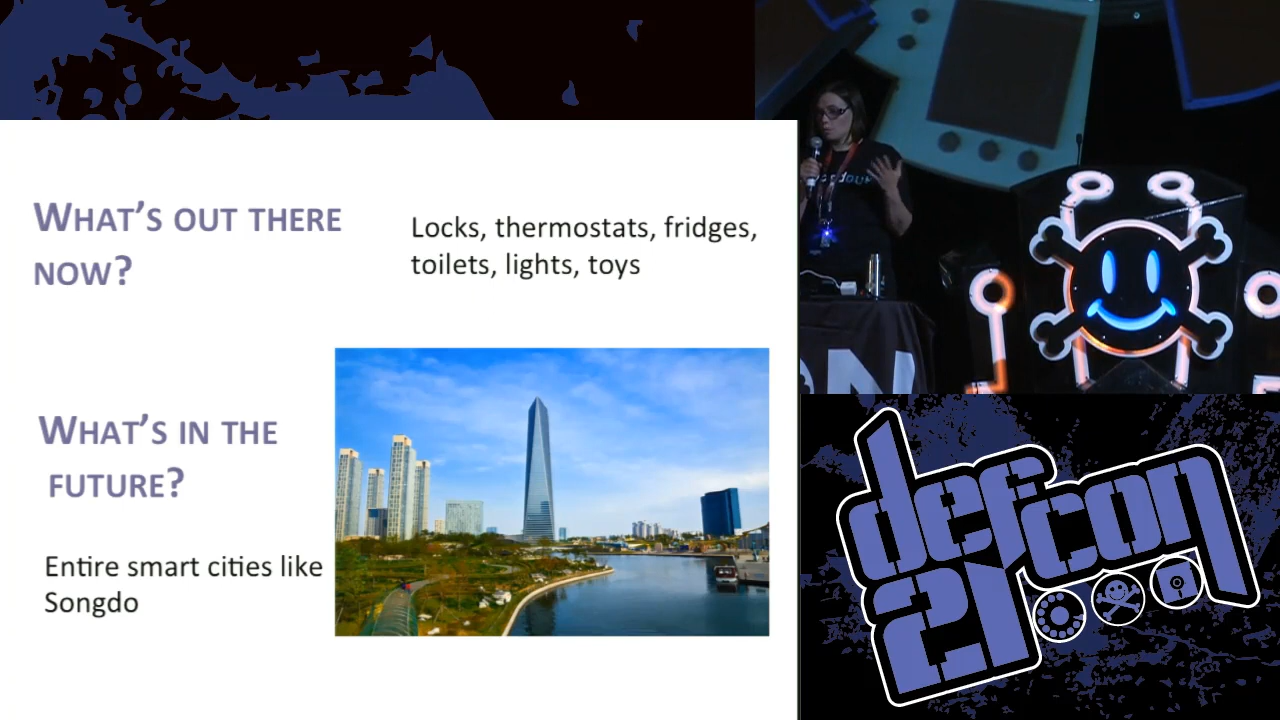 WHAT'S OUT THERE
NOW?
Locks, thermostats, fridges,
toilets, lights, toys
WHAT'S IN THE
FUTURE?
Entire smart cities like
Songdo
defcon
21